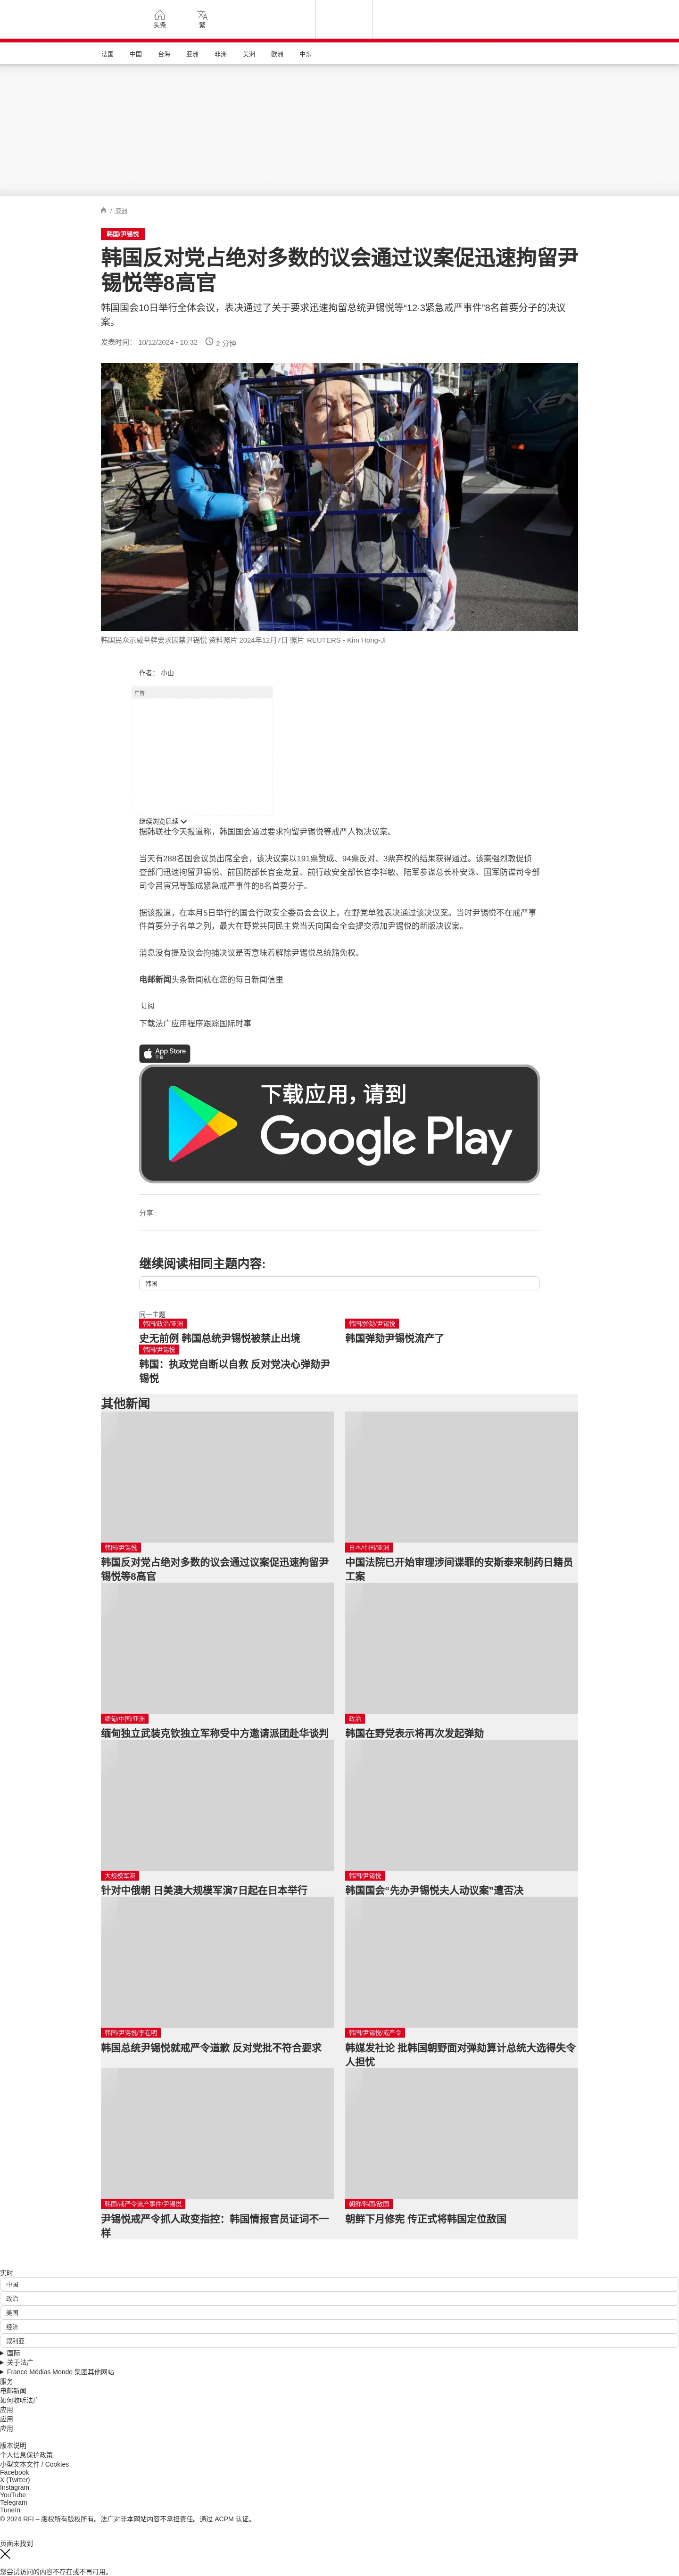 头条
繁
法国
中国
台海
亚洲
非洲
美洲
欧洲
中东
/ 亚洲
韩国/尹锡悦
韩国反对党占绝对多数的议会通过议案促迅速拘留尹
锡悦等8高官
韩国国会10日举行全体会议，表决通过了关于要求迅速拘留总统尹锡悦等“12·3紧急戒严事件”8名首要分子的决议
案。
发表时间： 10/12/2024 - 10:32
2 分钟
韩国民众示威举牌要求囚禁尹锡悦 资料照片 2024年12月7日 照片 REUTERS - Kim Hong-Ji
作者： 小山
广告
继续浏览后续
据韩联社今天报道称，韩国国会通过要求拘留尹锡悦等戒严人物决议案。
当天有288名国会议员出席全会，该决议案以191票赞成、94票反对、3票弃权的结果获得通过。该案强烈敦促侦
查部门迅速拘留尹锡悦、前国防部长官金龙显、前行政安全部长官李祥敏、陆军参谋总长朴安洙、国军防谍司令部
司令吕寅兄等酿成紧急戒严事件的8名首要分子。
据该报道，在本月5日举行的国会行政安全委员会会议上，在野党单独表决通过该决议案。当时尹锡悦不在戒严事
件首要分子名单之列，最大在野党共同民主党当天向国会全会提交添加尹锡悦的新版决议案。
消息没有提及议会拘捕决议是否意味着解除尹锡悦总统豁免权。
电邮新闻头条新闻就在您的每日新闻信里
订阅
下载法广应用程序跟踪国际时事
App Store
下载
下载应用，请到
Google Play
分享 :
继续阅读相同主题内容:
韩国
同一主题
韩国/政治/亚洲
史无前例 韩国总统尹锡悦被禁止出境
韩国/弹劾/尹锡悦
韩国弹劾尹锡悦流产了
韩国/尹锡悦
韩国：执政党自断以自救 反对党决心弹劾尹
锡悦
其他新闻
韩国/尹锡悦
韩国反对党占绝对多数的议会通过议案促迅速拘留尹
锡悦等8高官
日本/中国/亚洲
中国法院已开始审理涉间谍罪的安斯泰来制药日籍员
工案
缅甸/中国/亚洲
缅甸独立武装克钦独立军称受中方邀请派团赴华谈判
政治
韩国在野党表示将再次发起弹劾
大规模军演
针对中俄朝 日美澳大规模军演7日起在日本举行
韩国/尹锡悦
韩国国会“先办尹锡悦夫人动议案”遭否决
韩国/尹锡悦/李在明
韩国总统尹锡悦就戒严令道歉 反对党批不符合要求
韩国/尹锡悦/戒严令
韩媒发社论 批韩国朝野面对弹劾算计总统大选得失令
人担忧
韩国/戒严令流产事件/尹锡悦
尹锡悦戒严令抓人政变指控：韩国情报官员证词不一
样
朝鲜/韩国/敌国
朝鲜下月修宪 传正式将韩国定位敌国
实时
中国
政治
美国
经济
叙利亚
国际
关于法广
France Médias Monde 集团其他网站
服务
电邮新闻
如何收听法广
应用
应用
应用
版本说明
个人信息保护政策
小型文本文件 / Cookies
Facebook
X (Twitter)
Instagram
YouTube
Telegram
TuneIn
© 2024 RFI – 版权所有版权所有。法广对非本网站内容不承担责任。通过 ACPM 认证。
页面未找到
您尝试访问的内容不存在或不再可用。